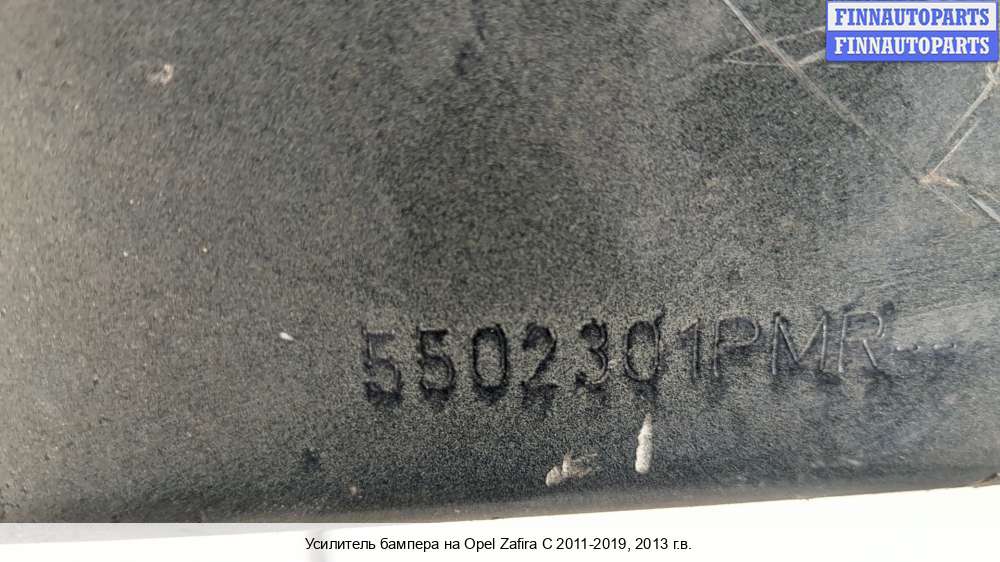 FINNAUTOPARTS
FINNAUTOPARTS
5502301PMR
Усилитель бампера на Opel Zafira C 2011-2019, 2013 г.в.